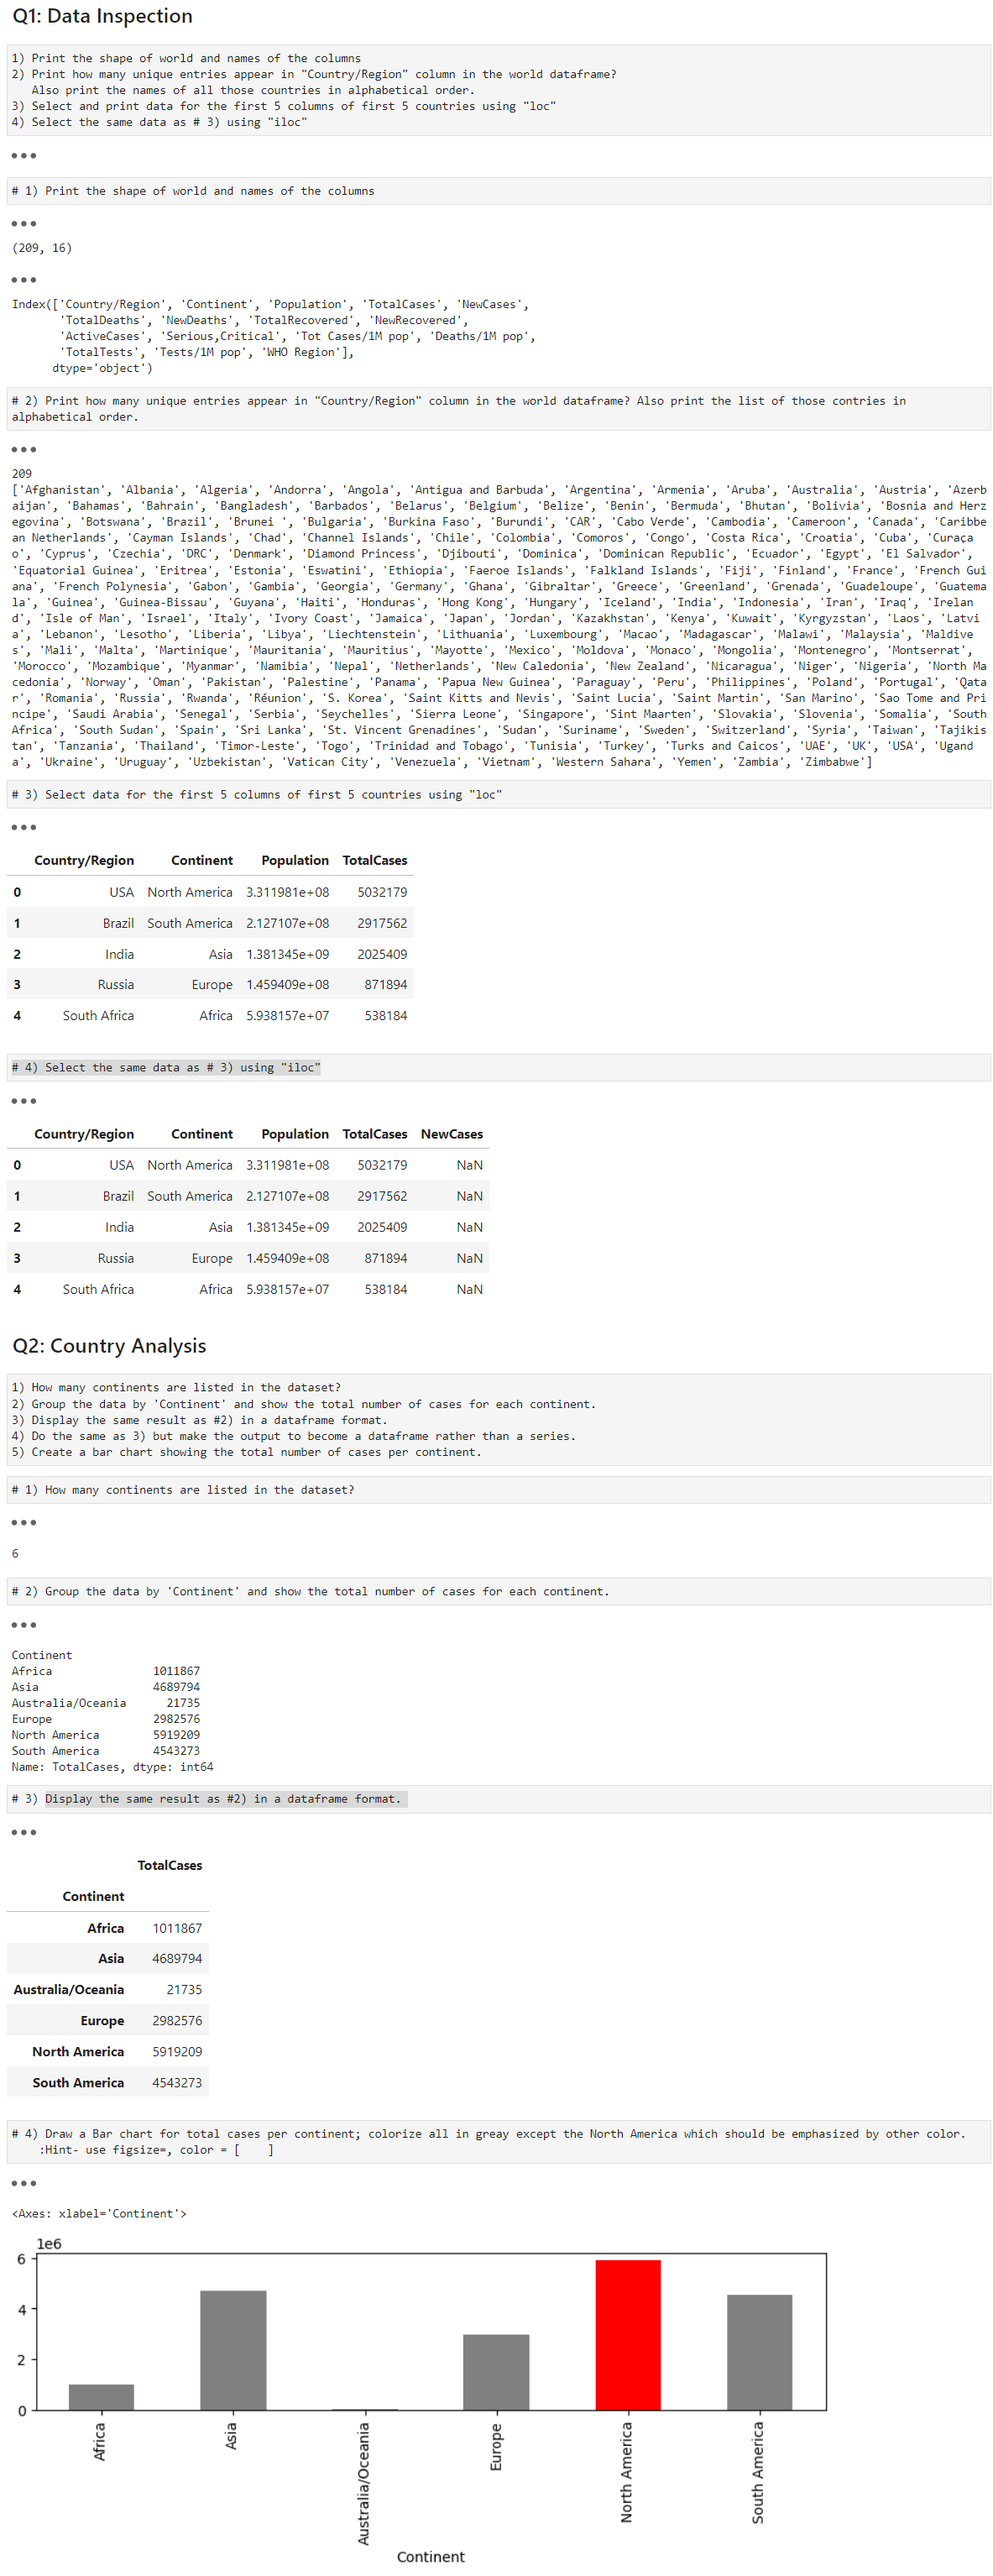 Q1: Data Inspection
1) Print the shape of world and names of the columns
2) Print how many unique entries appear in "Country/Region" column in the world dataframe?
Also print the names of all those countries in alphabetical order.
3) Select and print data for the first 5 columns of first 5 countries using "loc"
4) Select the same data as # 3) using "iloc"
# 1) Print the shape of world and names of the columns
(209, 16)
Index(['Country/Region', 'Continent', 'Population', 'TotalCases', 'NewCases',
'TotalDeaths', 'NewDeaths', 'TotalRecovered', 'NewRecovered',
'ActiveCases', 'Serious,Critical', 'Tot Cases/1M pop', 'Deaths/1M pop',
'TotalTests', 'Tests/1M pop', 'WHO Region'],
dtype='object')
# 2) Print how many unique entries appear in "Country/Region" column in the world dataframe? Also print the list of those contries in
alphabetical order.
209
['Afghanistan', 'Albania', 'Algeria', 'Andorra', 'Angola', 'Antigua and Barbuda', 'Argentina', 'Armenia', 'Aruba', 'Australia', 'Austria', 'Azerb
aijan', 'Bahamas', 'Bahrain', 'Bangladesh', 'Barbados', 'Belarus', 'Belgium', 'Belize', 'Benin', 'Bermuda', 'Bhutan', 'Bolivia', 'Bosnia and Herz
egovina', 'Botswana', 'Brazil', 'Brunei ', 'Bulgaria', 'Burkina Faso', 'Burundi', 'CAR', 'Cabo Verde', 'Cambodia', 'Cameroon', 'Canada', 'Caribbe
an Netherlands', 'Cayman Islands', 'Chad', 'Channel Islands', 'Chile', 'Colombia', 'Comoros', 'Congo', 'Costa Rica', 'Croatia', 'Cuba', 'Curaça
o', 'Cyprus', 'Czechia', 'DRC', 'Denmark', 'Diamond Princess', 'Djibouti', 'Dominica', 'Dominican Republic', 'Ecuador', 'Egypt', 'El Salvador',
'Equatorial Guinea', 'Eritrea', 'Estonia', 'Eswatini', 'Ethiopia', 'Faeroe Islands', 'Falkland Islands', 'Fiji', 'Finland', 'France', 'French Gui
ana', 'French Polynesia', 'Gabon', 'Gambia', 'Georgia', 'Germany', 'Ghana', 'Gibraltar', 'Greece', 'Greenland', 'Grenada', 'Guadeloupe', 'Guatema
la', 'Guinea', 'Guinea-Bissau', 'Guyana', 'Haiti', 'Honduras', 'Hong Kong', 'Hungary', 'Iceland', 'India', 'Indonesia', 'Iran', 'Iraq', 'Irelan
d', 'Isle of Man', 'Israel', 'Italy', 'Ivory Coast', 'Jamaica', 'Japan', 'Jordan', 'Kazakhstan', 'Kenya', 'Kuwait', 'Kyrgyzstan', 'Laos', 'Latvi
a', 'Lebanon', 'Lesotho', 'Liberia', 'Libya', 'Liechtenstein', 'Lithuania', 'Luxembourg', 'Macao', 'Madagascar', 'Malawi', 'Malaysia', 'Maldive
s', 'Mali', 'Malta', 'Martinique', 'Mauritania', 'Mauritius', 'Mayotte', 'Mexico', 'Moldova', 'Monaco', 'Mongolia', 'Montenegro', 'Montserrat',
'Morocco', 'Mozambique', 'Myanmar', 'Namibia', 'Nepal', 'Netherlands', 'New Caledonia', 'New Zealand', 'Nicaragua', 'Niger', 'Nigeria', 'North Ma
cedonia', 'Norway', 'Oman', 'Pakistan', 'Palestine', 'Panama', 'Papua New Guinea', 'Paraguay', 'Peru', 'Philippines', 'Poland', 'Portugal', 'Qata
r', 'Romania', 'Russia', 'Rwanda', 'Réunion', 'S. Korea', 'Saint Kitts and Nevis', 'Saint Lucia', 'Saint Martin', 'San Marino', 'Sao Tome and Pri
ncipe', 'Saudi Arabia', 'Senegal', 'Serbia', 'Seychelles', 'Sierra Leone', 'Singapore', 'Sint Maarten', 'Slovakia', 'Slovenia', 'Somalia', 'South
Africa', 'South Sudan', 'Spain', 'Sri Lanka', 'St. Vincent Grenadines', 'Sudan', 'Suriname', 'Sweden', 'Switzerland', 'Syria', 'Taiwan', 'Tajikis
tan', 'Tanzania', 'Thailand', 'Timor-Leste', 'Togo', 'Trinidad and Tobago', 'Tunisia', 'Turkey', 'Turks and Caicos', 'UAE', 'UK', 'USA', 'Ugand
a', 'Ukraine', 'Uruguay', 'Uzbekistan', 'Vatican City', 'Venezuela', 'Vietnam', 'Western Sahara', 'Yemen', 'Zambia', 'Zimbabwe']
# 3) Select data for the first 5 columns of first 5 countries using "loc"
Country/Region Continent Population TotalCases
0 USA North America 3.311981e+08 5032179
1 Brazil South America 2.127107e+08 2917562
2 India Asia 1.381345e+09 2025409
3 Russia Europe 1.459409e+08 871894
4 South Africa Africa 5.938157e+07 538184
# 4) Select the same data as # 3) using "iloc"
Country/Region Continent Population TotalCases NewCases
0 USA North America 3.311981e+08 5032179 NaN
1 Brazil South America 2.127107e+08 2917562 NaN
2 India Asia 1.381345e+09 2025409 NaN
3 Russia Europe 1.459409e+08 871894 NaN
4 South Africa Africa 5.938157e+07 538184 NaN
Q2: Country Analysis
1) How many continents are listed in the dataset?
2) Group the data by 'Continent' and show the total number of cases for each continent.
3) Display the same result as #2) in a dataframe format.
4) Do the same as 3) but make the output to become a dataframe rather than a series.
5) Create a bar chart showing the total number of cases per continent.
# 1) How many continents are listed in the dataset?
6
# 2) Group the data by 'Continent' and show the total number of cases for each continent.
Continent
Africa 1011867
Asia 4689794
Australia/Oceania 21735
Europe 2982576
North America 5919209
South America 4543273
Name: TotalCases, dtype: int64
# 3) Display the same result as #2) in a dataframe format.
TotalCases
Continent
Africa 1011867
Asia 4689794
Australia/Oceania 21735
Europe 2982576
North America 5919209
South America 4543273
# 4) Draw a Bar chart for total cases per continent; colorize all in greay except the North America which should be emphasized by other color.
:Hint- use figsize=, color = [    ]
<Axes: xlabel='Continent'>
1e6
6
4
2
0
Africa
Asia
Australia/Oceania
Europe
North America
South America
Continent